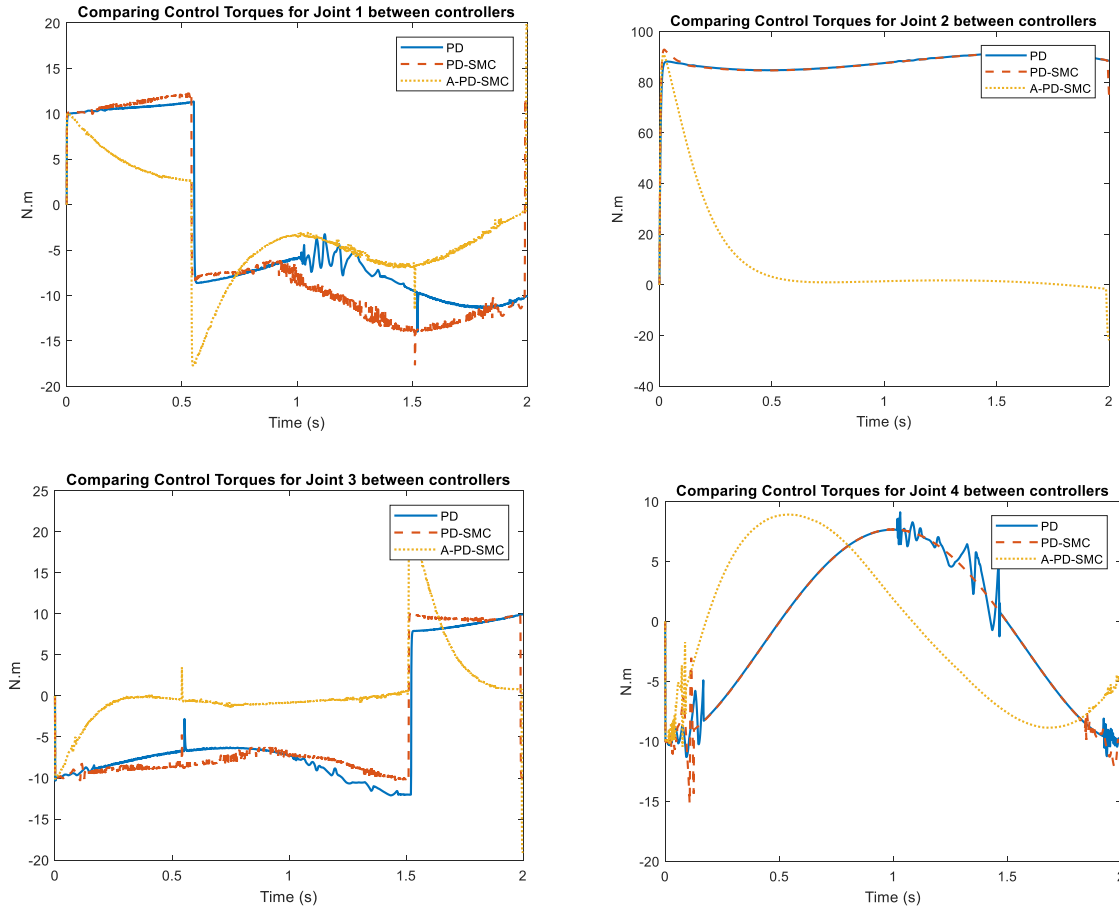 Comparing Control Torques for Joint 1 between controllers
20
15
10
5
0
-5
-10
-15
-20
N.m
PD
PD-SMC
A-PD-SMC
0
0.5
1
1.5
2
Time (s)
Comparing Control Torques for Joint 2 between controllers
100
80
60
40
20
0
-20
-40
N.m
PD
PD-SMC
A-PD-SMC
0
0.5
1
1.5
2
Time (s)
Comparing Control Torques for Joint 3 between controllers
25
20
15
10
5
0
-5
-10
-15
-20
N.m
PD
PD-SMC
A-PD-SMC
0
0.5
1
1.5
2
Time (s)
Comparing Control Torques for Joint 4 between controllers
10
5
0
-5
-10
-15
-20
N.m
PD
PD-SMC
A-PD-SMC
0
0.5
1
1.5
2
Time (s)